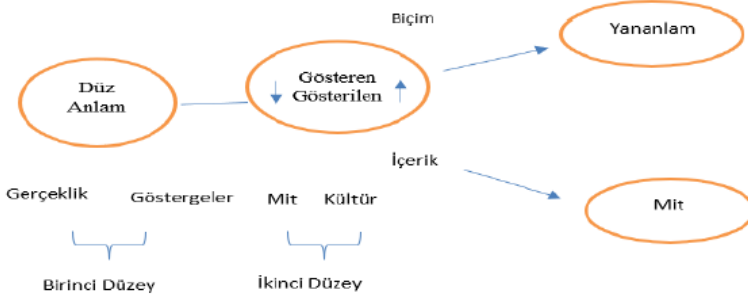 Biçim
Yananlam
Düz
Anlam
Gösteren
Gösterilen
İçerik
Mit
Gerçeklik
Göstergeler
Mit
Kültür
Birinci Düzey
İkinci Düzey